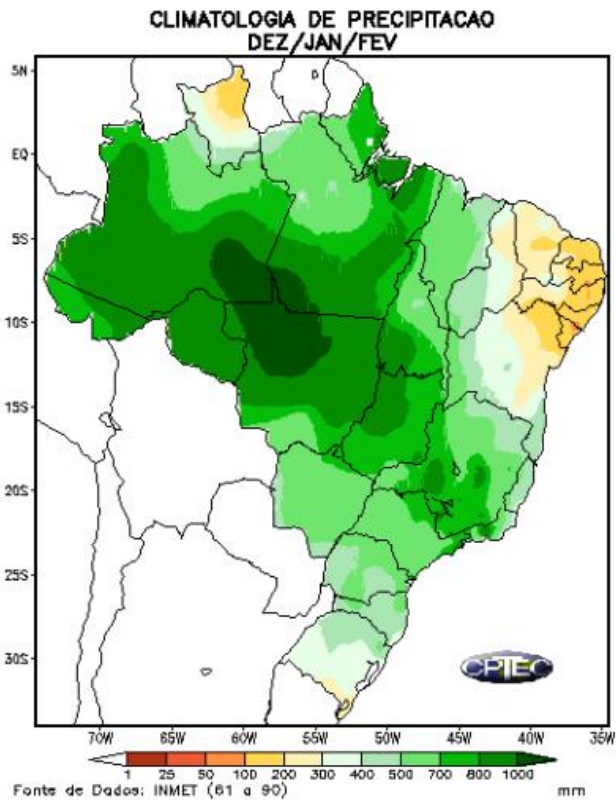 CLIMATOLOGIA DE PRECIPITACAO
DEZ/JAN/FEV
5N
EQ
5S
10S
15S
20S
25S
30S
CPTEC
70W 65W 60W 55W 50W 45W 40W 35W
1 25 50 100 200 300 400 500 700 800 1000
Fonte de Dados: INMET (61 a 90) mm